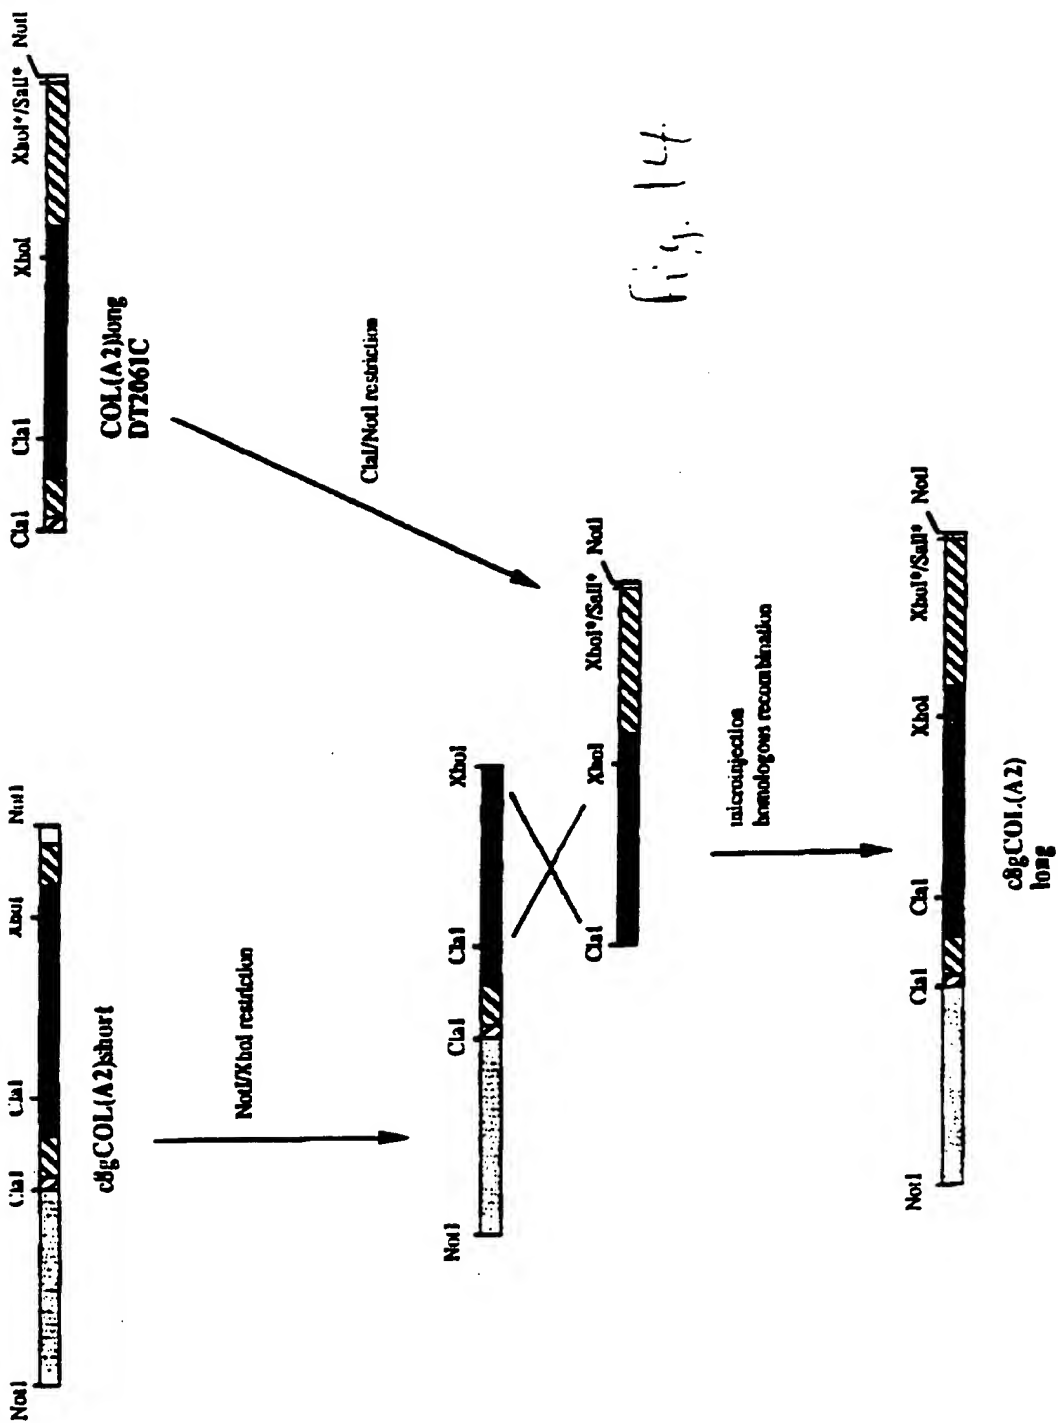 NotI ClaI ClaI XhoI NotI
c8gCOL(A2)short
ClaI ClaI XhoI XhoI*/SalI* NotI
COL(A2)long
DT2061C
NotI/XhoI restriction
ClaI/NotI restriction
NotI ClaI ClaI XhoI
ClaI XhoI XhoI*/SalI* NotI
microinjection
homologous recombination
NotI ClaI ClaI XhoI XhoI*/SalI* NotI
c8gCOL(A2)
long
Fig. 14.